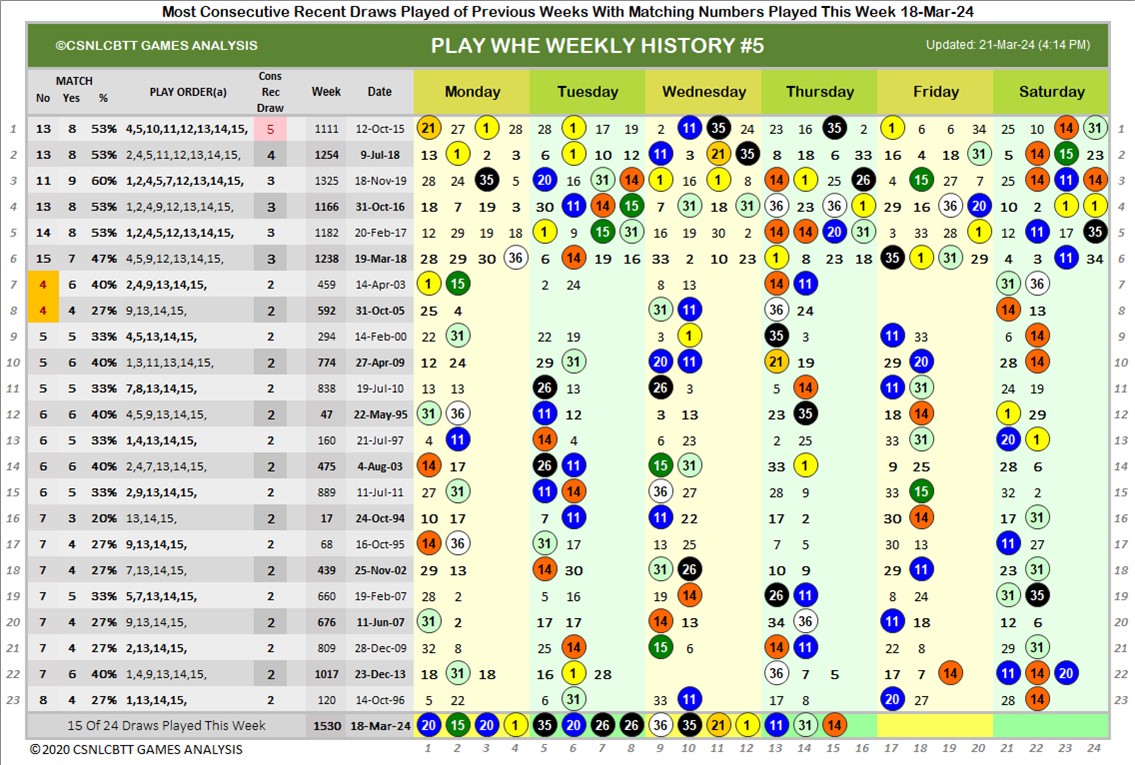 Most Consecutive Recent Draws Played of Previous Weeks With Matching Numbers Played This Week 18-Mar-24
©CSNLCBTT GAMES ANALYSIS PLAY WHE WEEKLY HISTORY #5 Updated: 21-Mar-24 (4:14 PM)
MATCH Cons
No Yes % PLAY ORDER(a) Rec Week Date Monday Tuesday Wednesday Thursday Friday Saturday
Draw
1 13 8 53% 4,5,10,11,12,13,14,15, 5 1111 12-Oct-15 21 27 1 28 28 1 17 19 2 11 35 24 23 16 35 2 1 6 6 34 25 10 14 31 1
2 13 8 53% 2,4,5,11,12,13,14,15, 4 1254 9-Jul-18 13 1 2 3 6 1 10 12 11 3 21 35 8 18 6 33 16 4 18 31 5 14 15 23 2
3 11 9 60% 1,2,4,5,7,12,13,14,15, 3 1325 18-Nov-19 28 24 35 5 20 16 31 14 1 16 1 8 14 1 25 26 4 15 27 7 25 14 11 14 3
4 13 8 53% 1,2,4,9,12,13,14,15, 3 1166 31-Oct-16 18 7 19 3 30 11 14 15 7 31 18 31 36 23 36 1 29 16 36 20 10 2 1 1 4
5 14 8 53% 1,2,4,5,12,13,14,15, 3 1182 20-Feb-17 12 29 19 18 1 9 15 31 16 19 30 2 14 14 20 31 3 33 28 1 12 11 17 35 5
6 15 7 47% 4,5,9,12,13,14,15, 3 1238 19-Mar-18 28 29 30 36 6 14 19 16 33 2 10 23 1 8 23 18 35 1 31 29 4 3 11 34 6
7 4 6 40% 2,4,9,13,14,15, 2 459 14-Apr-03 1 15 2 24 8 13 14 11 31 36 7
8 4 4 27% 9,13,14,15, 2 592 31-Oct-05 25 4 31 11 36 24 14 13 8
9 5 5 33% 4,5,13,14,15, 2 294 14-Feb-00 22 31 22 19 3 1 35 3 11 33 6 14 9
10 5 6 40% 1,3,11,13,14,15, 2 774 27-Apr-09 12 24 29 31 20 11 21 19 29 20 28 14 10
11 5 5 33% 7,8,13,14,15, 2 838 19-Jul-10 13 13 26 13 26 3 5 14 11 31 24 19 11
12 6 6 40% 4,5,9,13,14,15, 2 47 22-May-95 31 36 11 12 3 13 23 35 18 14 1 29 12
13 6 5 33% 1,4,13,14,15, 2 160 21-Jul-97 4 11 14 4 6 23 2 25 33 31 20 1 13
14 6 6 40% 2,4,7,13,14,15, 2 475 4-Aug-03 14 17 26 11 15 31 33 1 9 25 28 6 14
15 6 5 33% 2,9,13,14,15, 2 889 11-Jul-11 27 31 11 14 36 27 28 9 33 15 32 2 15
16 7 3 20% 13,14,15, 2 17 24-Oct-94 10 17 7 11 11 22 17 2 30 14 17 31 16
17 7 4 27% 9,13,14,15, 2 68 16-Oct-95 14 36 31 17 13 25 7 5 30 13 11 27 17
18 7 4 27% 7,13,14,15, 2 439 25-Nov-02 29 13 14 30 31 26 10 9 29 11 23 31 18
19 7 5 33% 5,7,13,14,15, 2 660 19-Feb-07 28 2 5 16 19 14 26 11 8 24 31 35 19
20 7 4 27% 9,13,14,15, 2 676 11-Jun-07 31 2 17 17 14 13 34 36 11 18 12 6 20
21 7 4 27% 2,13,14,15, 2 809 28-Dec-09 32 8 25 14 15 6 14 11 22 8 29 31 21
22 7 6 40% 1,4,9,13,14,15, 2 1017 23-Dec-13 18 31 18 16 1 28 36 7 5 17 7 14 11 14 20 22
23 8 4 27% 1,13,14,15, 2 120 14-Oct-96 5 22 6 31 33 11 17 8 20 27 28 14 23
15 Of 24 Draws Played This Week 1530 18-Mar-24 20 15 20 1 35 20 26 26 36 35 21 1 11 31 14
© 2020 CSNLCBTT GAMES ANALYSIS 1 2 3 4 5 6 7 8 9 10 11 12 13 14 15 16 17 18 19 20 21 22 23 24